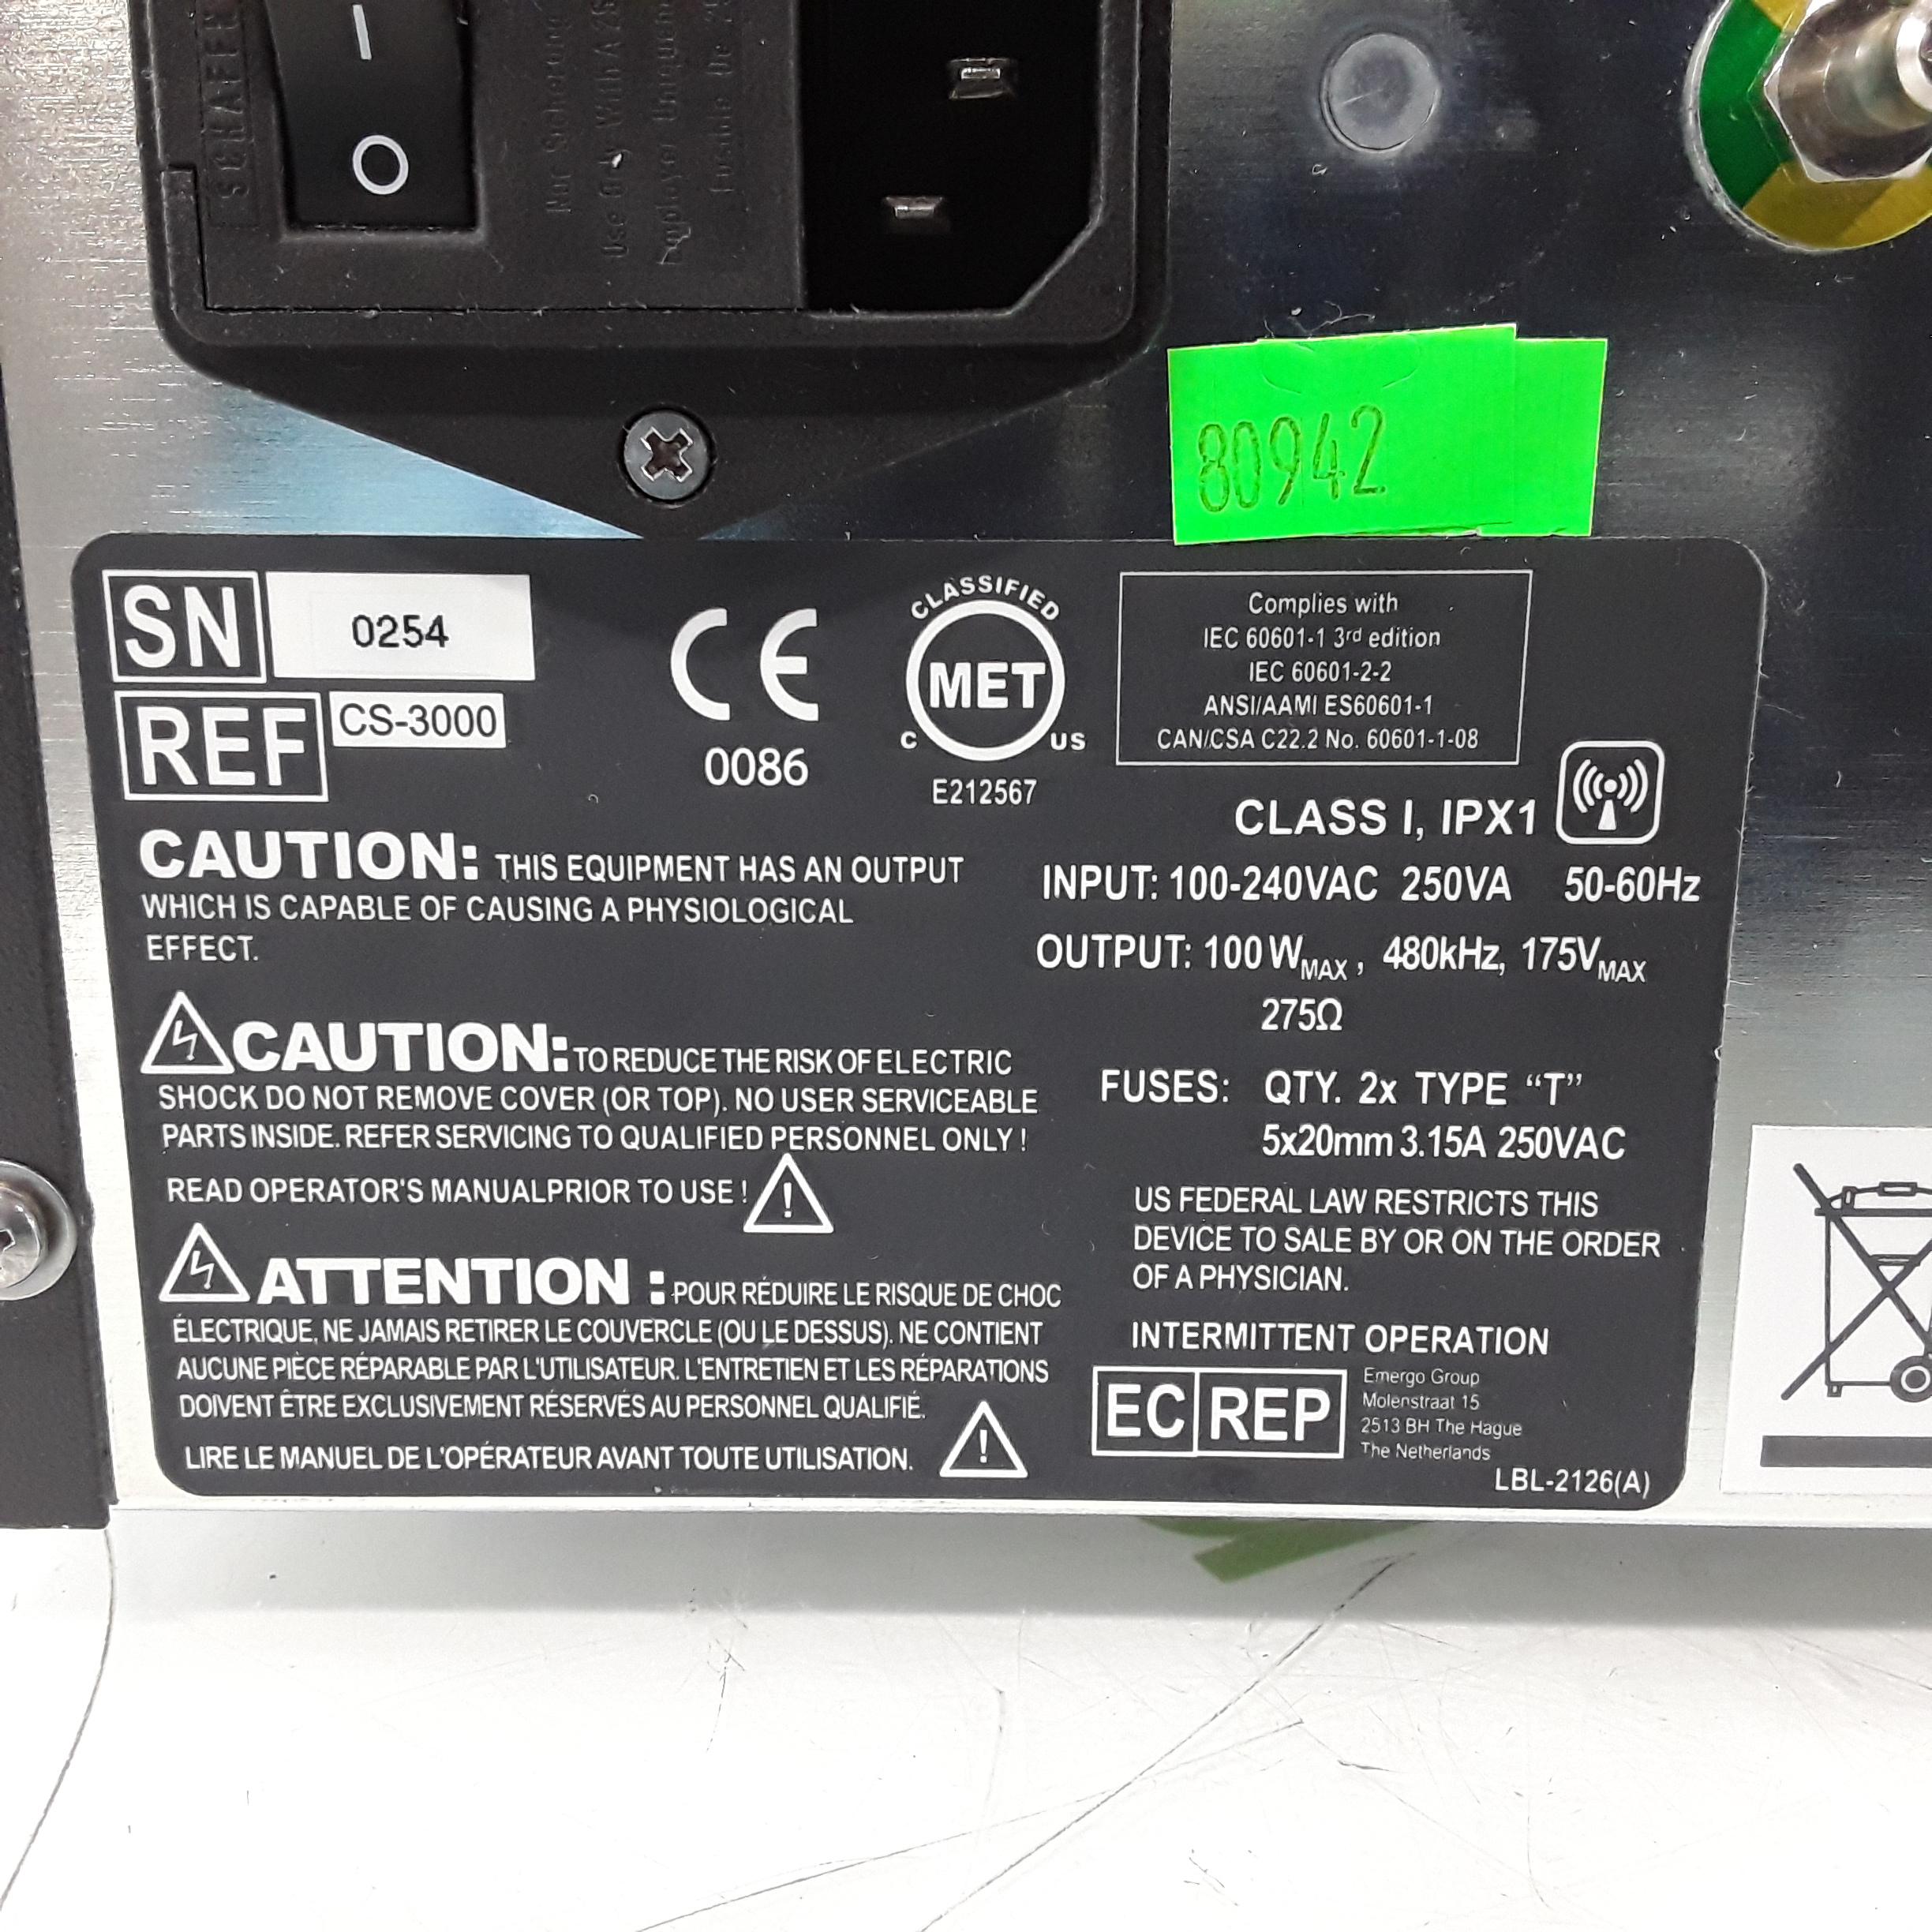 SCHAFFNER
80942
SN 0254
REF CS-3000
CE
0086
CLASSIFIED
MET
C US
E212567
Complies with
IEC 60601-1 3rd edition
IEC 60601-2-2
ANSI/AAMI ES60601-1
CAN/CSA C22.2 No. 60601-1-08
CAUTION: THIS EQUIPMENT HAS AN OUTPUT
WHICH IS CAPABLE OF CAUSING A PHYSIOLOGICAL
EFFECT.
CAUTION: TO REDUCE THE RISK OF ELECTRIC
SHOCK DO NOT REMOVE COVER (OR TOP). NO USER SERVICEABLE
PARTS INSIDE. REFER SERVICING TO QUALIFIED PERSONNEL ONLY !
READ OPERATOR'S MANUALPRIOR TO USE !
ATTENTION : POUR RÉDUIRE LE RISQUE DE CHOC
ÉLECTRIQUE, NE JAMAIS RETIRER LE COUVERCLE (OU LE DESSUS). NE CONTIENT
AUCUNE PIÈCE RÉPARABLE PAR L'UTILISATEUR. L'ENTRETIEN ET LES RÉPARATIONS
DOIVENT ÊTRE EXCLUSIVEMENT RÉSERVÉS AU PERSONNEL QUALIFIÉ.
LIRE LE MANUEL DE L'OPÉRATEUR AVANT TOUTE UTILISATION.
CLASS I, IPX1
INPUT: 100-240VAC 250VA 50-60Hz
OUTPUT: 100 WMAX , 480kHz, 175VMAX
275Ω
FUSES: QTY. 2x TYPE “T”
5x20mm 3.15A 250VAC
US FEDERAL LAW RESTRICTS THIS
DEVICE TO SALE BY OR ON THE ORDER
OF A PHYSICIAN.
INTERMITTENT OPERATION
EC REP
Emergo Group
Molenstraat 15
2513 BH The Hague
The Netherlands
LBL-2126(A)